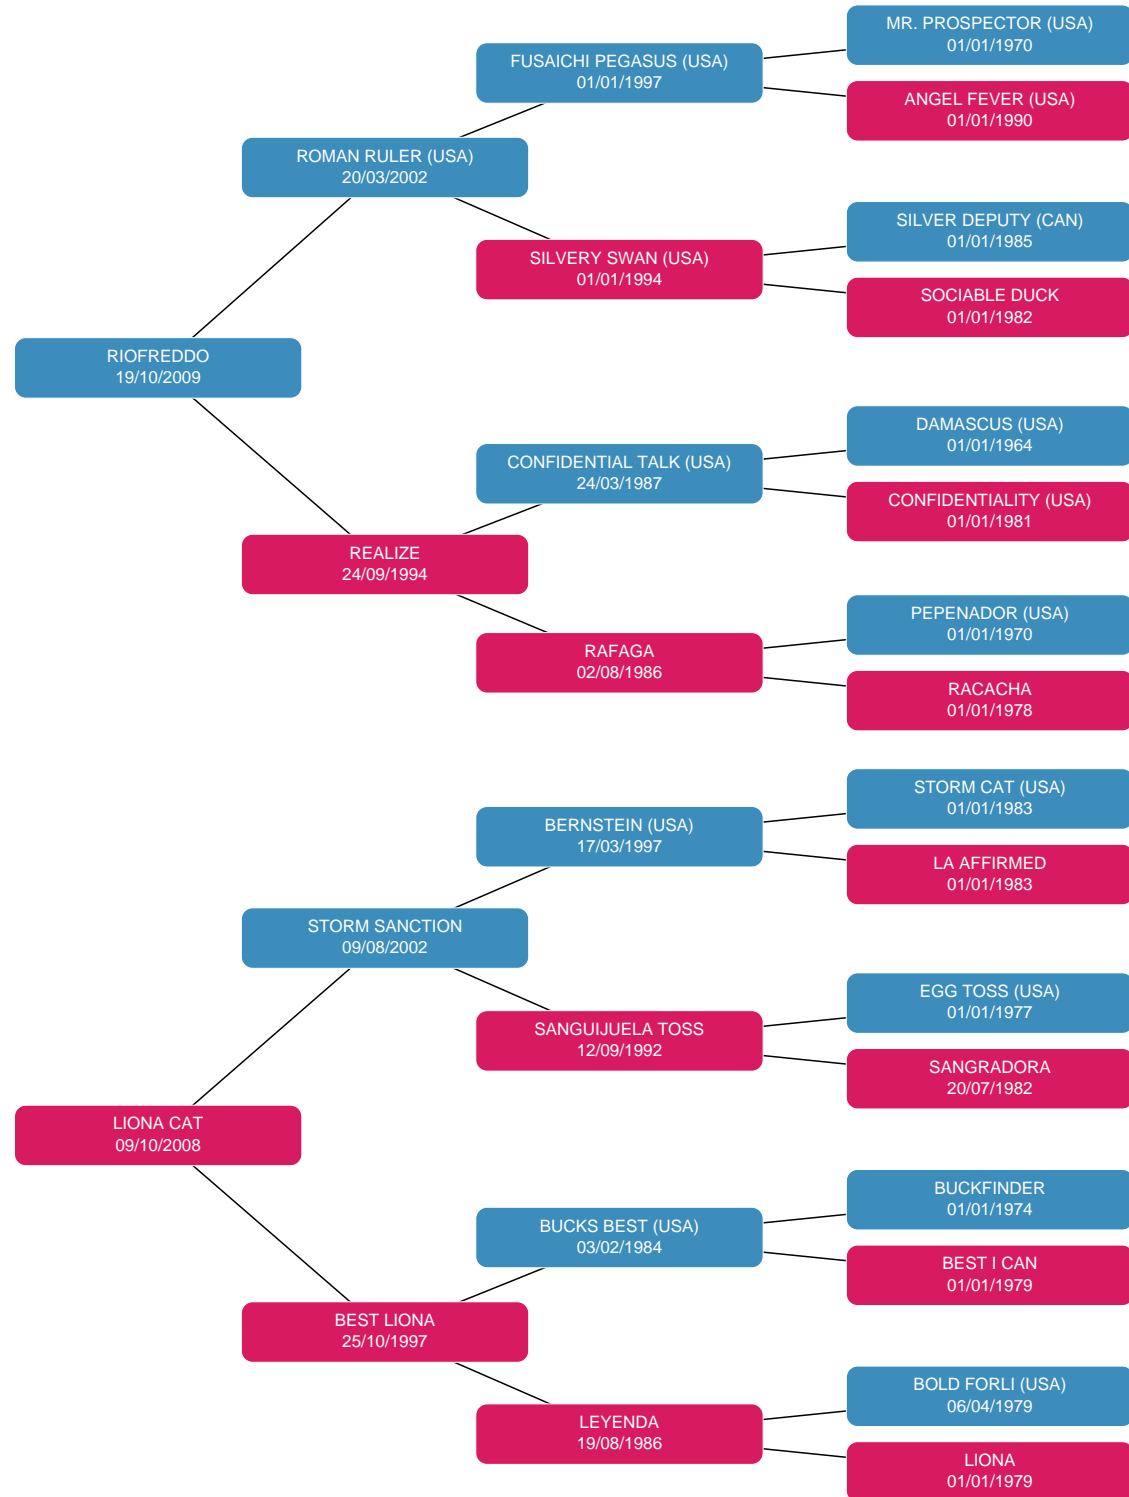 MR. PROSPECTOR (USA)
01/01/1970
FUSAICHI PEGASUS (USA)
01/01/1997
ANGEL FEVER (USA)
01/01/1990
ROMAN RULER (USA)
20/03/2002
SILVER DEPUTY (CAN)
01/01/1985
SILVERY SWAN (USA)
01/01/1994
SOCIABLE DUCK
01/01/1982
RIOFREDDO
19/10/2009
DAMASCUS (USA)
01/01/1964
CONFIDENTIAL TALK (USA)
24/03/1987
CONFIDENTIALITY (USA)
01/01/1981
REALIZE
24/09/1994
PEPENADOR (USA)
01/01/1970
RAFAGA
02/08/1986
RACACHA
01/01/1978
STORM CAT (USA)
01/01/1983
BERNSTEIN (USA)
17/03/1997
LA AFFIRMED
01/01/1983
STORM SANCTION
09/08/2002
EGG TOSS (USA)
01/01/1977
SANGUIJUELA TOSS
12/09/1992
SANGRADORA
20/07/1982
LIONA CAT
09/10/2008
BUCKFINDER
01/01/1974
BUCKS BEST (USA)
03/02/1984
BEST I CAN
01/01/1979
BEST LIONA
25/10/1997
BOLD FORLI (USA)
06/04/1979
LEYENDA
19/08/1986
LIONA
01/01/1979